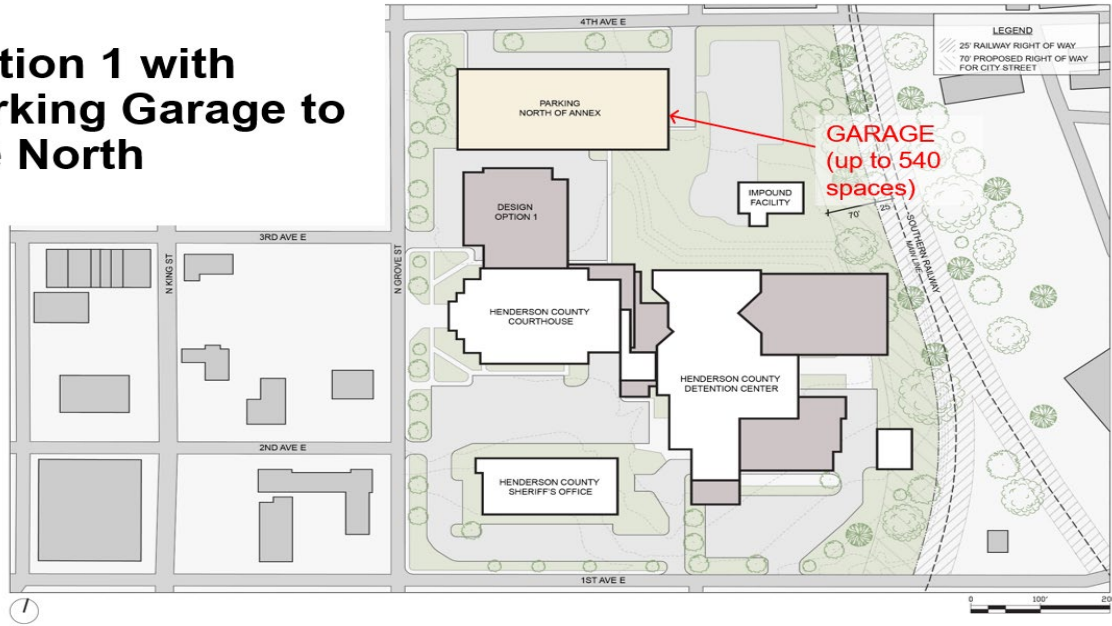 tion 1 with
rking Garage to
e North
4TH AVE E
LEGEND
25' RAILWAY RIGHT OF WAY
70' PROPOSED RIGHT OF WAY
FOR CITY STREET
PARKING
NORTH OF ANNEX
GARAGE
(up to 540
spaces)
DESIGN
OPTION 1
IMPOUND
FACILITY
70'
25'
SOUTHERN RAILWAY
MAIN LINE
3RD AVE E
N KING ST
N GROVE ST
HENDERSON COUNTY
COURTHOUSE
HENDERSON COUNTY
DETENTION CENTER
2ND AVE E
HENDERSON COUNTY
SHERIFF'S OFFICE
1ST AVE E
0 100' 20